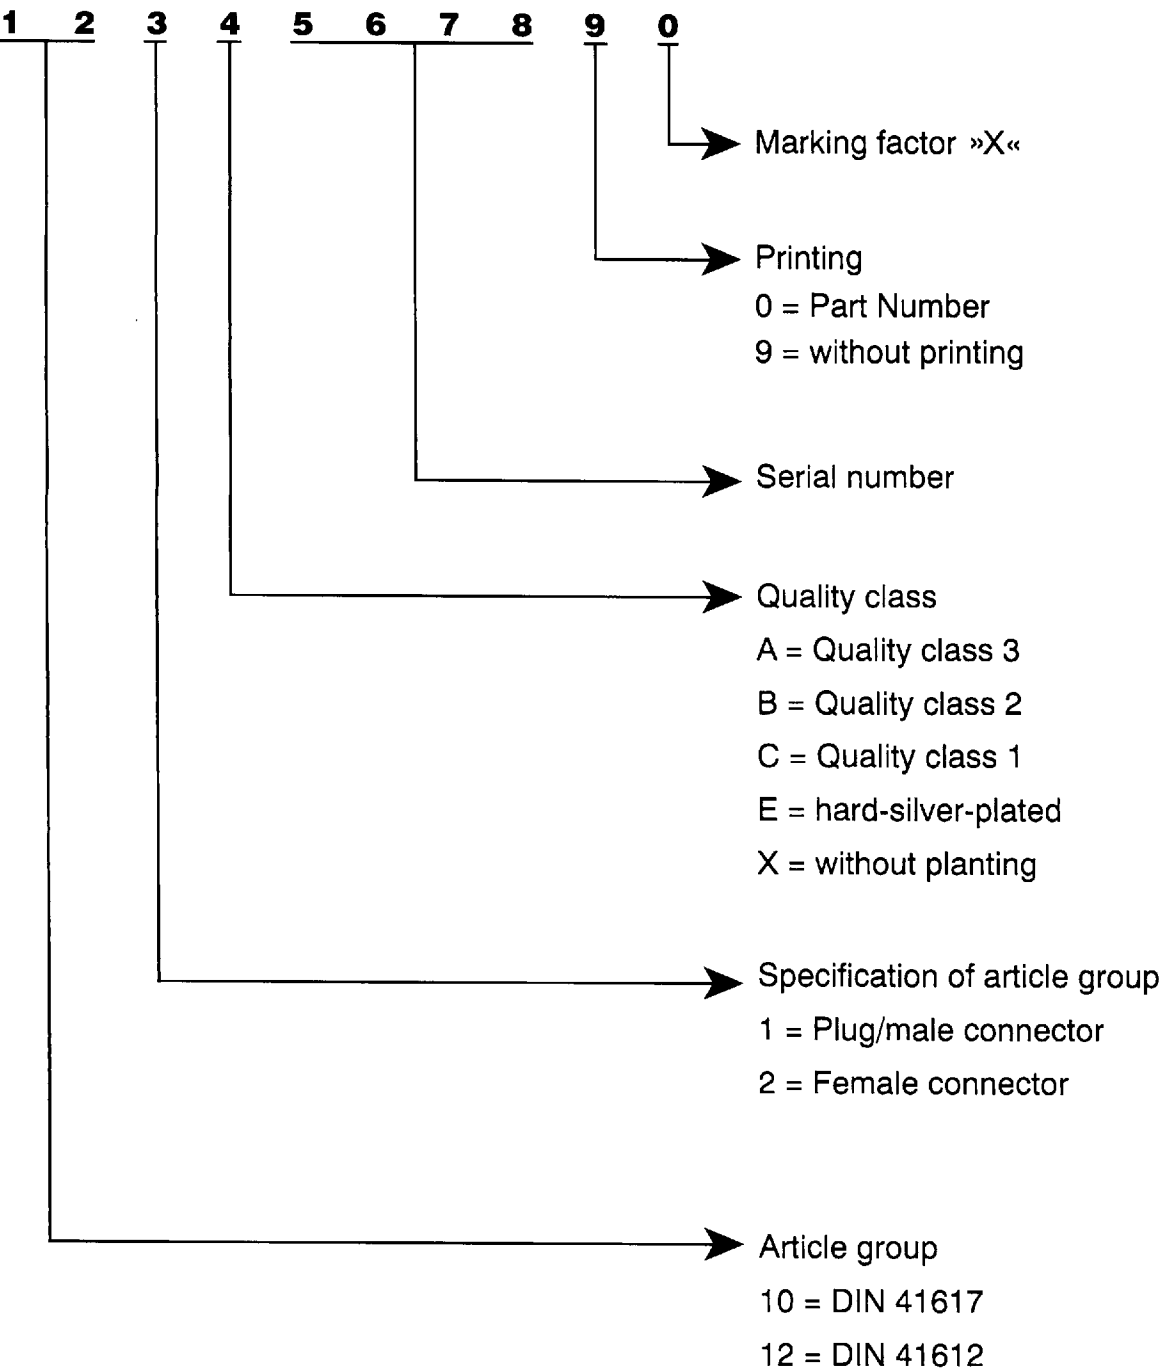 1 2 3 4 5 6 7 8 9 0
Marking factor »X«
Printing
0 = Part Number
9 = without printing
Serial number
Quality class
A = Quality class 3
B = Quality class 2
C = Quality class 1
E = hard-silver-plated
X = without planting
Specification of article group
1 = Plug/male connector
2 = Female connector
Article group
10 = DIN 41617
12 = DIN 41612